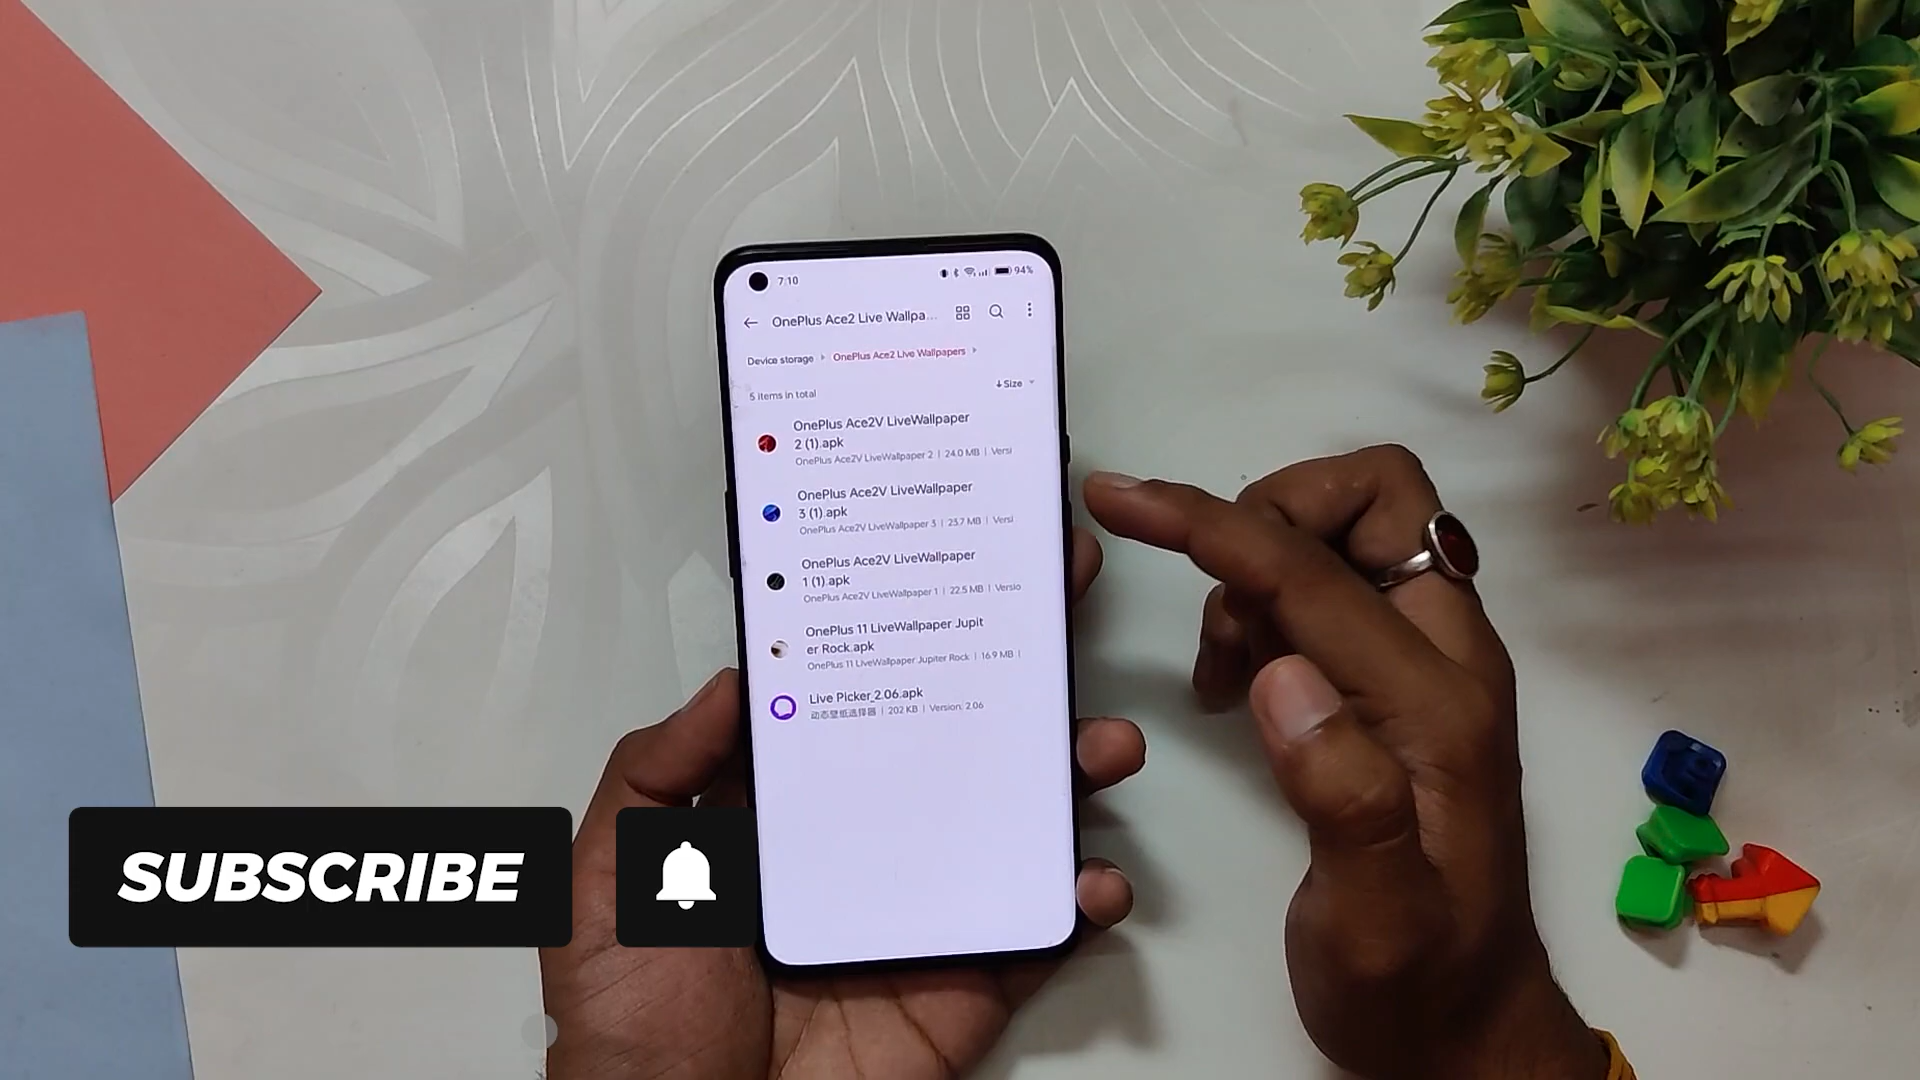 7:10
94%
OnePlus Ace2 Live Wallpa...
Device storage
OnePlus Ace2 Live Wallpapers
5 items in total
Size
OnePlus Ace2V LiveWallpaper
2 (1).apk
OnePlus Ace2V LiveWallpaper 2 | 24.0 MB | Versi
OnePlus Ace2V LiveWallpaper
3 (1).apk
OnePlus Ace2V LiveWallpaper 3 | 23.7 MB | Versi
OnePlus Ace2V LiveWallpaper
1 (1).apk
OnePlus Ace2V LiveWallpaper 1 | 22.5 MB | Versio
OnePlus 11 LiveWallpaper Jupit
er Rock.apk
OnePlus 11 LiveWallpaper Jupiter Rock | 16.9 MB |
Live Picker_2.06.apk
动态壁纸选择器 | 202 KB | Version: 2.06
SUBSCRIBE